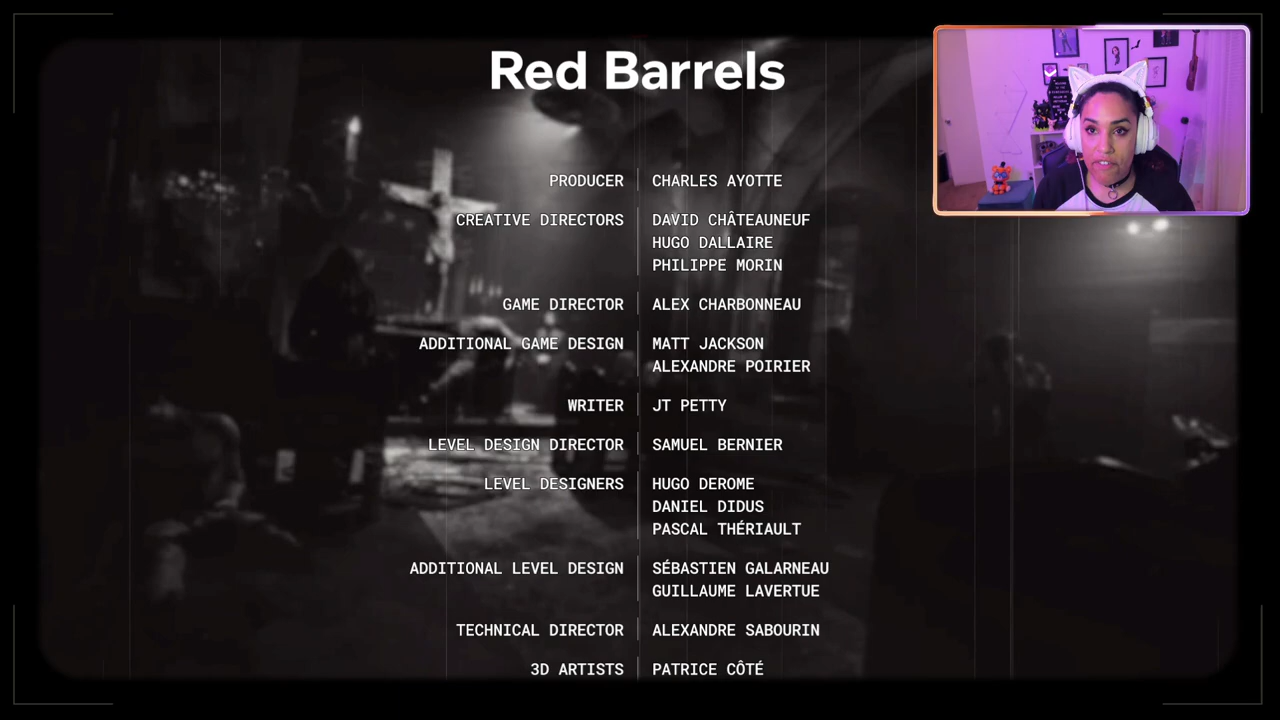 Red Barrels
PRODUCER CHARLES AYOTTE
CREATIVE DIRECTORS DAVID CHÂTEAUNEUF
HUGO DALLAIRE
PHILIPPE MORIN
GAME DIRECTOR ALEX CHARBONNEAU
ADDITIONAL GAME DESIGN MATT JACKSON
ALEXANDRE POIRIER
WRITER JT PETTY
LEVEL DESIGN DIRECTOR SAMUEL BERNIER
LEVEL DESIGNERS HUGO DEROME
DANIEL DIDUS
PASCAL THÉRIAULT
ADDITIONAL LEVEL DESIGN SÉBASTIEN GALARNEAU
GUILLAUME LAVERTUE
TECHNICAL DIRECTOR ALEXANDRE SABOURIN
3D ARTISTS PATRICE CÔTÉ